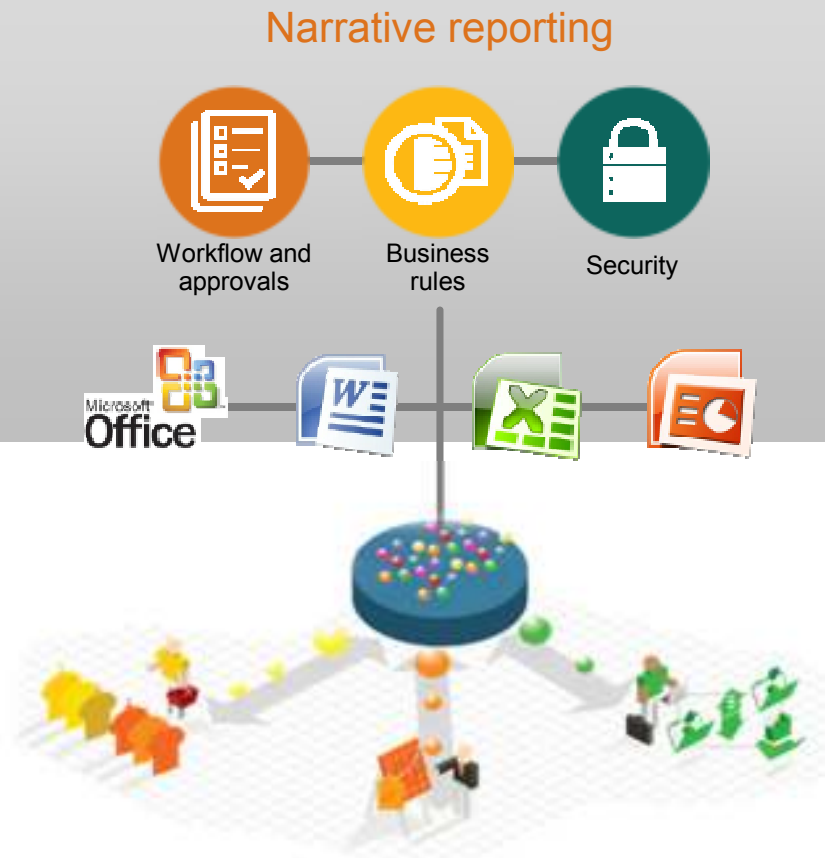 Narrative reporting
Workflow and
approvals
Business
rules
Security
Microsoft
Office
W
X